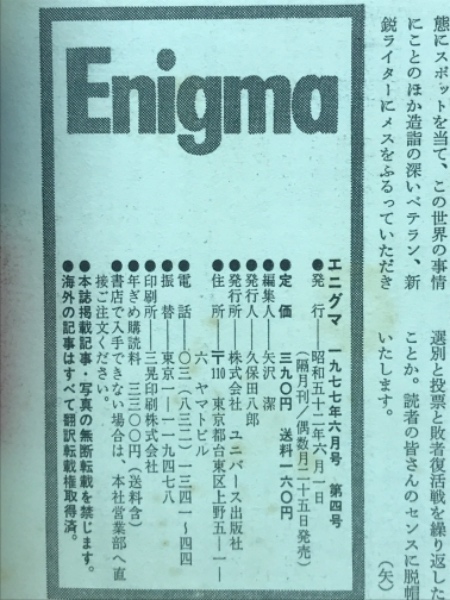 態にスポットを当て、この世界の事情
にことのほか造詣の深いベテラン、新
鋭ライターにメスをふるっていただき
選別と投票と敗者復活戦を繰り返した
ことか。読者の皆さんのセンスに脱帽
いたします。
（矢）
Enigma
エニグマ 一九七七年六月号 第四号
●発行——昭和五十二年六月一日
（隔月刊／偶数月二十五日発売）
●定価 三九〇円 送料一六〇円
●編集人——矢沢 潔
●発行人——久保田八郎
●発行所——株式会社 ユニバース出版社
●住所——〒110 東京都台東区上野五—一—
六 ヤマトビル
●電話——〇三（八三二）一三四一〜四四
●振替——東京一—一一九四七八
●印刷所——三晃印刷株式会社
●年ぎめ購読料 三三〇〇円（送料含）
●書店で入手できない場合は、本社営業部へ直
接ご注文ください。
●本誌掲載記事・写真の無断転載を禁じます。
●海外の記事はすべて翻訳転載権取得済。